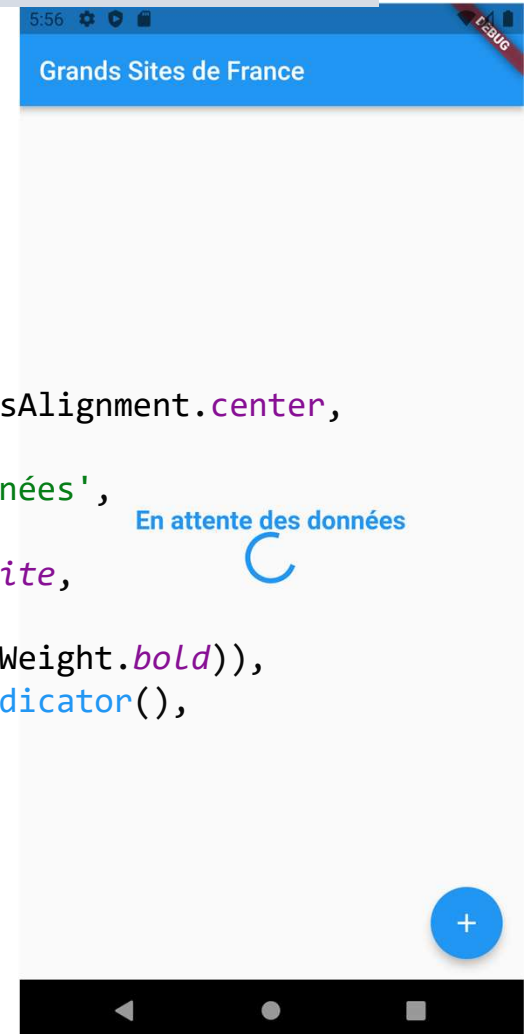 5:56
DEBUG
Grands Sites de France
sAlignment.center,
nées',
En attente des données
ite,
Weight.bold)),
dicator(),
+